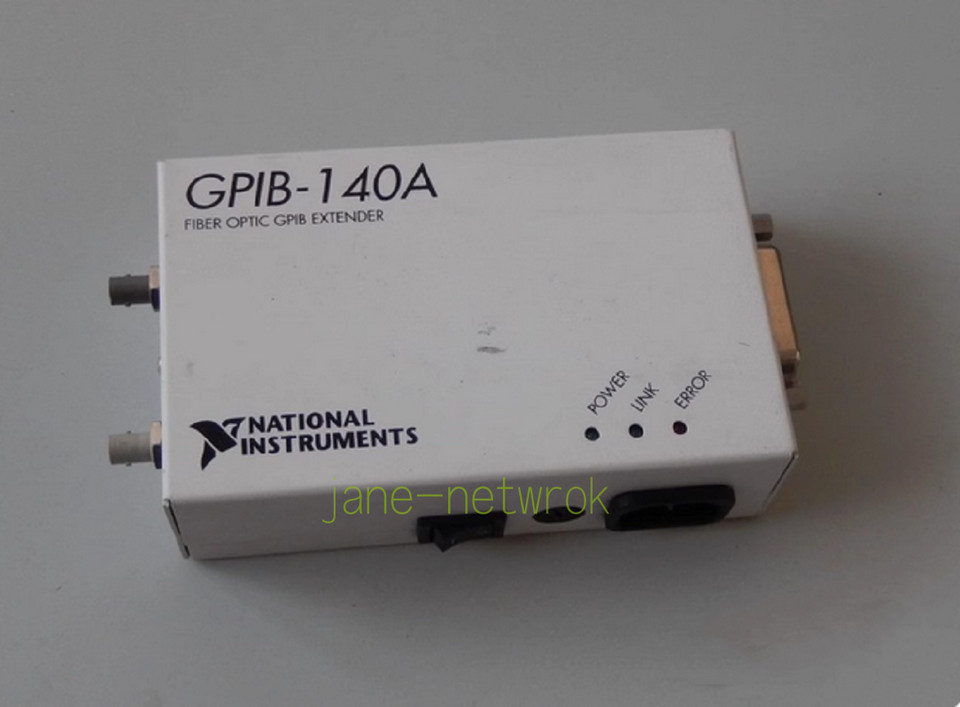 GPIB-140A
FIBER OPTIC GPIB EXTENDER
POWER
LINK
ERROR
NATIONAL
INSTRUMENTS
jane-netwrok